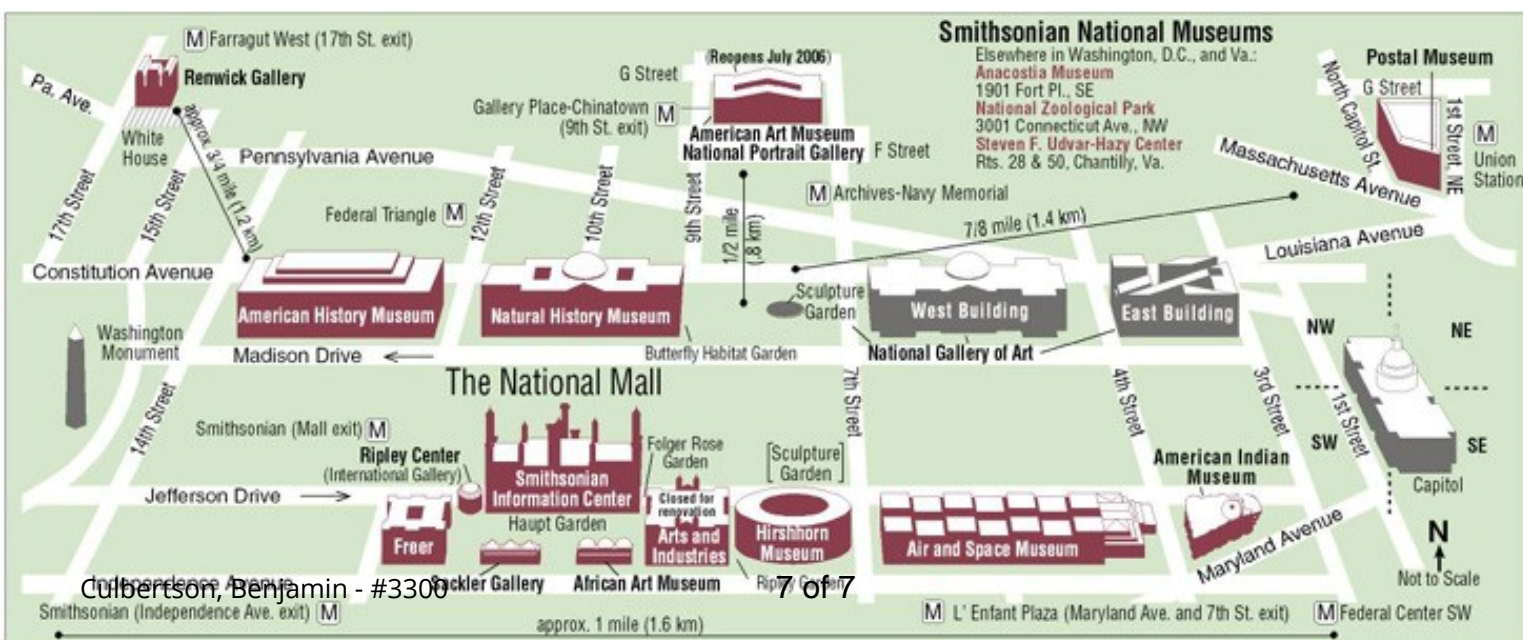 Smithsonian National Museums
Elsewhere in Washington, D.C., and Va.:
Anacostia Museum
1901 Fort Pl., SE
National Zoological Park
3001 Connecticut Ave., NW
Steven F. Udvar-Hazy Center
Rts. 28 & 50, Chantilly, Va.
M Farragut West (17th St. exit)
Renwick Gallery
Pa. Ave.
White
House
approx. 3/4 mile (1.2 km)
Pennsylvania Avenue
17th Street
15th Street
Federal Triangle M
12th Street
10th Street
9th Street
(Reopens July 2006)
G Street
Gallery Place-Chinatown M
(9th St. exit)
American Art Museum
National Portrait Gallery
F Street
M Archives-Navy Memorial
1/2 mile
(.8 km)
7/8 mile (1.4 km)
Postal Museum
G Street
North Capitol St.
1st Street, NE
M
Union
Station
Massachusetts Avenue
Louisiana Avenue
Constitution Avenue
American History Museum
Natural History Museum
Sculpture
Garden
West Building
East Building
National Gallery of Art
Butterfly Habitat Garden
Washington
Monument
Madison Drive
The National Mall
14th Street
7th Street
4th Street
3rd Street
1st Street
NW
NE
SW
SE
Capitol
Smithsonian (Mall exit) M
Ripley Center
(International Gallery)
Smithsonian
Information Center
Folger Rose
Garden
[Sculpture
Garden]
American Indian
Museum
Jefferson Drive
Freer
Haupt Garden
Closed for
renovation
Arts and
Industries
Hirshhorn
Museum
Air and Space Museum
Maryland Avenue
N
Not to Scale
Independence Avenue
Sackler Gallery
African Art Museum
Ripley Garden
Culbertson, Benjamin - #3300
7 of 7
Smithsonian (Independence Ave. exit) M
M L' Enfant Plaza (Maryland Ave. and 7th St. exit)
M Federal Center SW
approx. 1 mile (1.6 km)